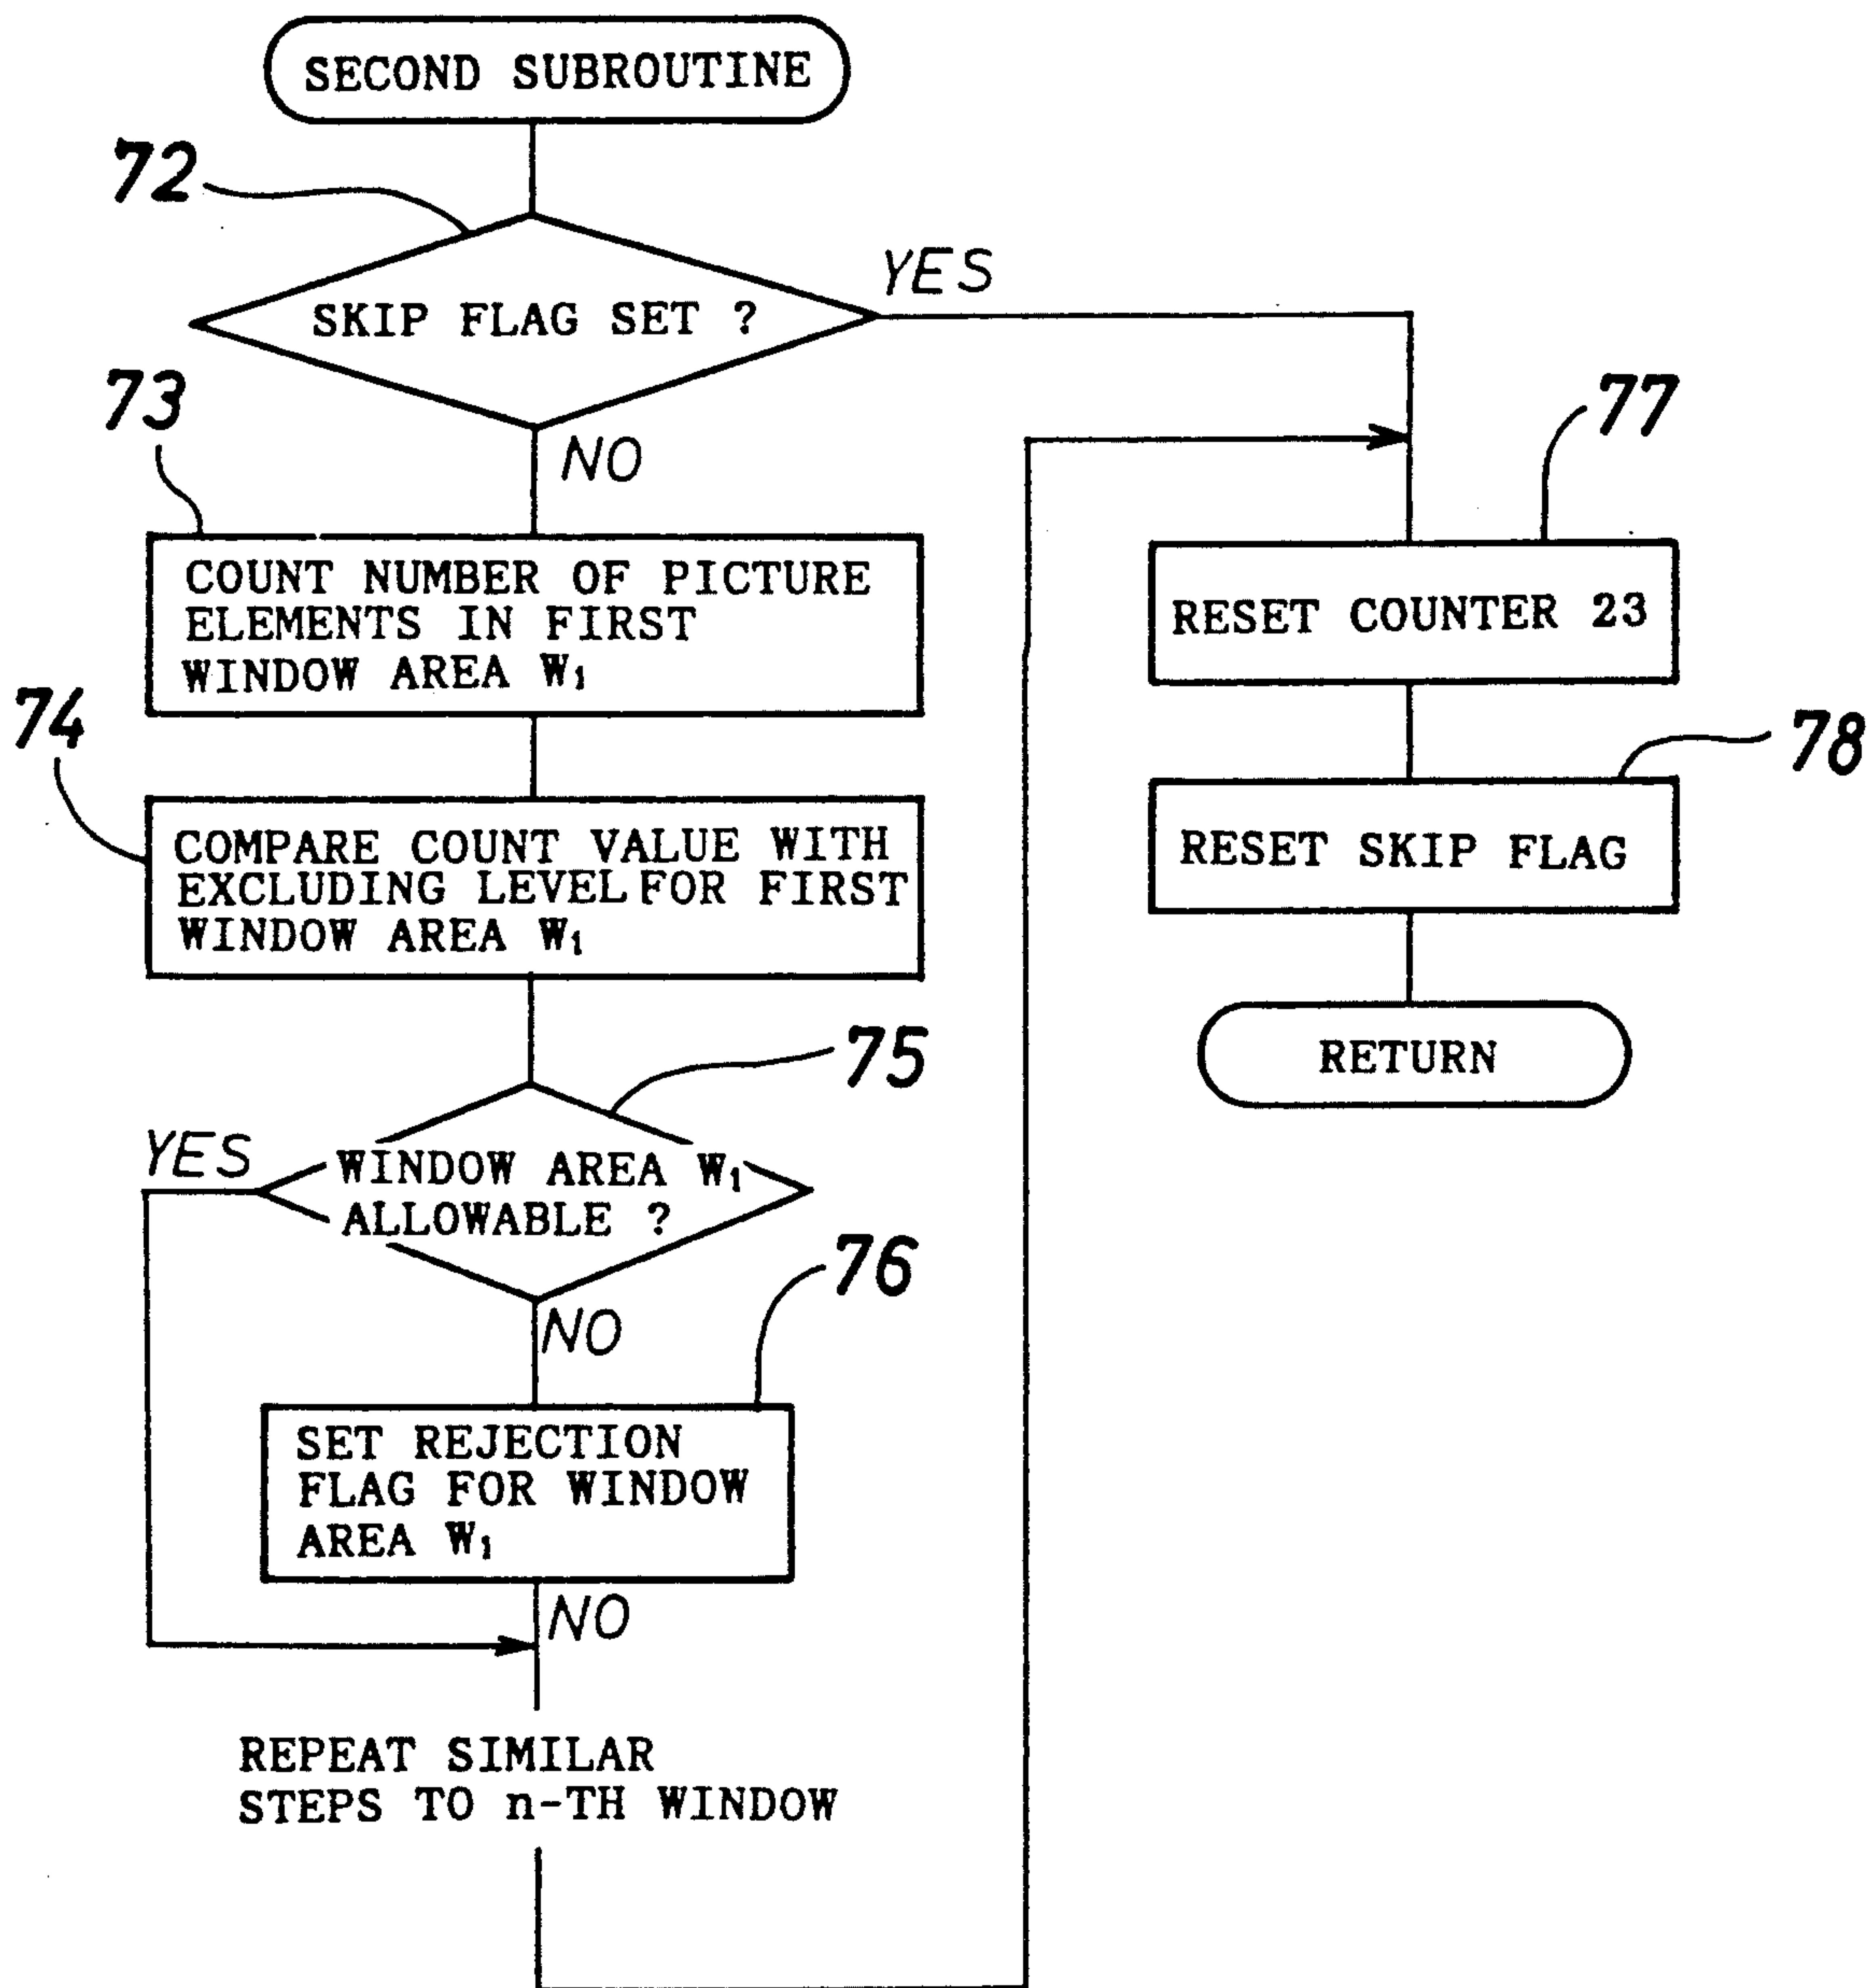 SECOND SUBROUTINE
72
SKIP FLAG SET ?
YES
NO
73
COUNT NUMBER OF PICTURE
ELEMENTS IN FIRST
WINDOW AREA W₁
74
COMPARE COUNT VALUE WITH
EXCLUDING LEVEL FOR FIRST
WINDOW AREA W₁
75
YES
WINDOW AREA W₁
ALLOWABLE ?
NO
76
SET REJECTION
FLAG FOR WINDOW
AREA W₁
NO
REPEAT SIMILAR
STEPS TO n-TH WINDOW
77
RESET COUNTER 23
78
RESET SKIP FLAG
RETURN